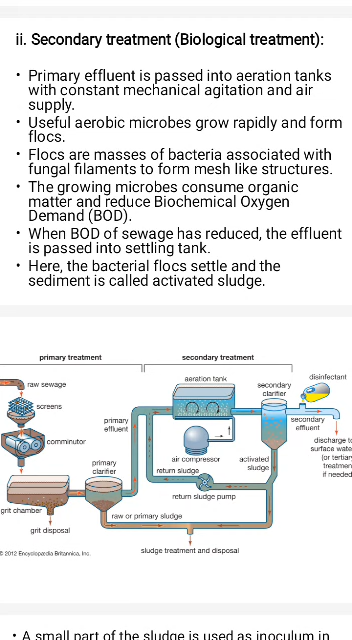 ii. Secondary treatment (Biological treatment):
• Primary effluent is passed into aeration tanks
with constant mechanical agitation and air
supply.
• Useful aerobic microbes grow rapidly and form
flocs.
• Flocs are masses of bacteria associated with
fungal filaments to form mesh like structures.
• The growing microbes consume organic
matter and reduce Biochemical Oxygen
Demand (BOD).
• When BOD of sewage has reduced, the effluent
is passed into settling tank.
• Here, the bacterial flocs settle and the
sediment is called activated sludge.
primary treatment
secondary treatment
raw sewage
screens
comminutor
grit chamber
grit disposal
primary
clarifier
primary
effluent
raw or primary sludge
aeration tank
air compressor
return sludge
return sludge pump
activated
sludge
secondary
clarifier
disinfectant
secondary
effluent
discharge to
surface wate
(or tertiar
treatmen
if needed
sludge treatment and disposal
© 2012 Encyclopædia Britannica, Inc.
• A small part of the sludge is used as inoculum in